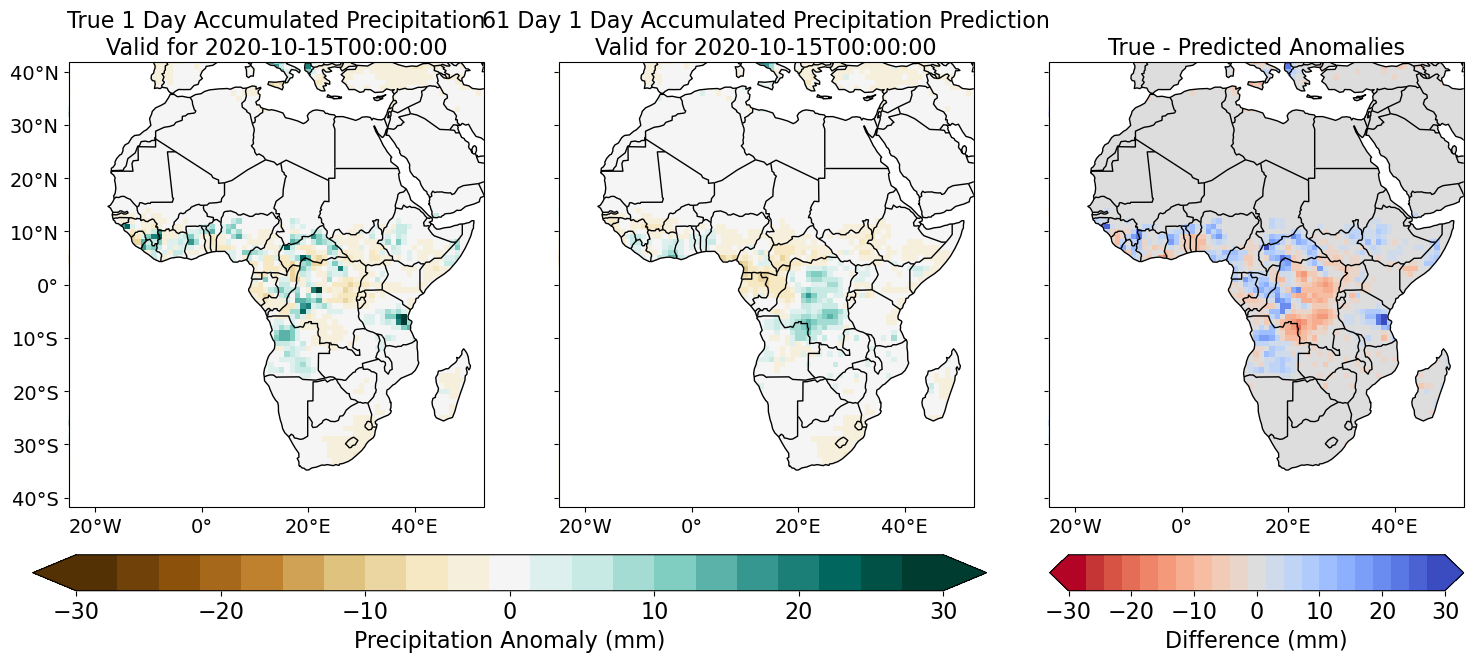 True 1 Day Accumulated Precipitation
Valid for 2020-10-15T00:00:00
61 Day 1 Day Accumulated Precipitation Prediction
Valid for 2020-10-15T00:00:00
True - Predicted Anomalies
40°N
30°N
20°N
10°N
0°
10°S
20°S
30°S
40°S
20°W 0° 20°E 40°E
20°W 0° 20°E 40°E
20°W 0° 20°E 40°E
−30 −20 −10 0 10 20 30
Precipitation Anomaly (mm)
−30 −20 −10 0 10 20 30
Difference (mm)